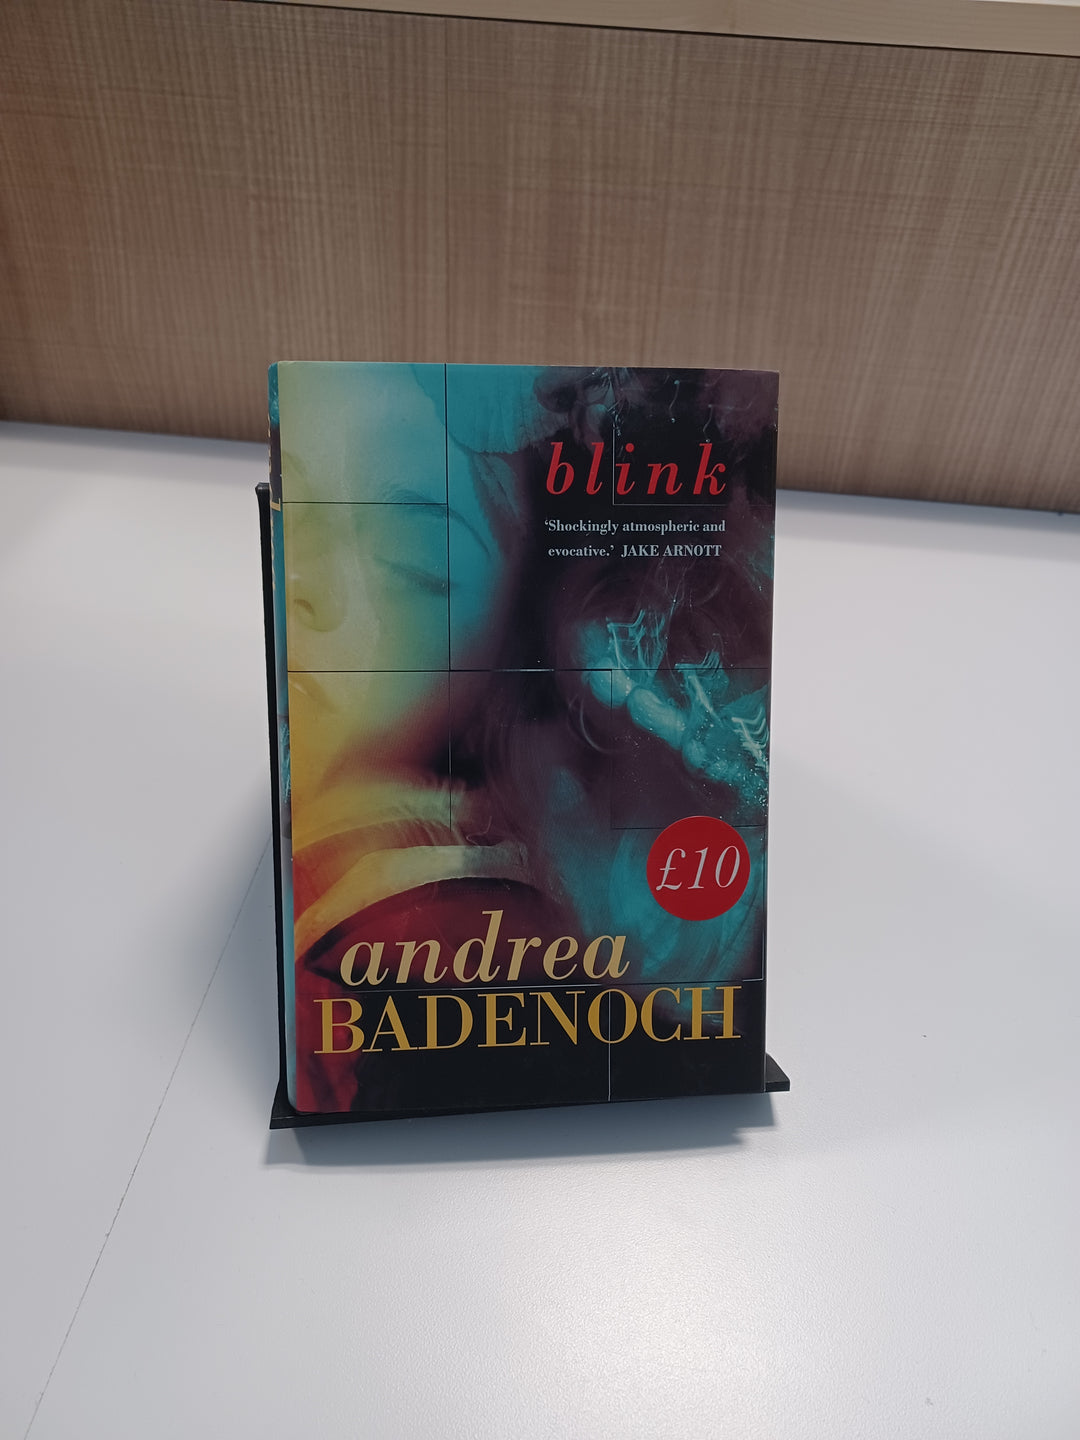 blink
‘Shockingly atmospheric and
evocative.’ JAKE ARNOTT
£10
andrea
BADENOCH